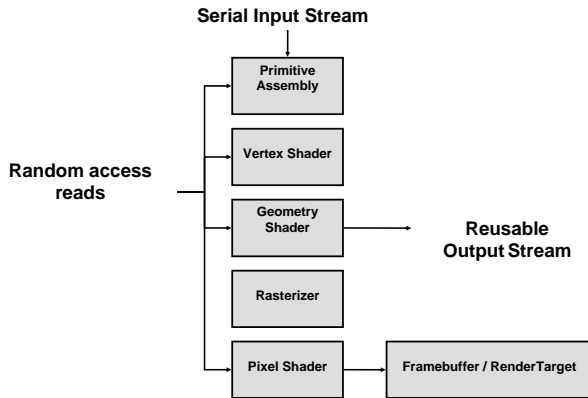 Serial Input Stream
Primitive
Assembly
Vertex Shader
Random access
reads
Geometry
Shader
Reusable
Output Stream
Rasterizer
Pixel Shader
Framebuffer / RenderTarget